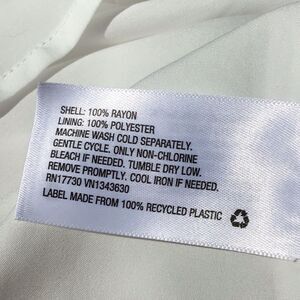 SHELL: 100% RAYON
LINING: 100% POLYESTER
MACHINE WASH COLD SEPARATELY.
GENTLE CYCLE. ONLY NON-CHLORINE
BLEACH IF NEEDED. TUMBLE DRY LOW.
REMOVE PROMPTLY. COOL IRON IF NEEDED.
RN17730 VN1343630
LABEL MADE FROM 100% RECYCLED PLASTIC